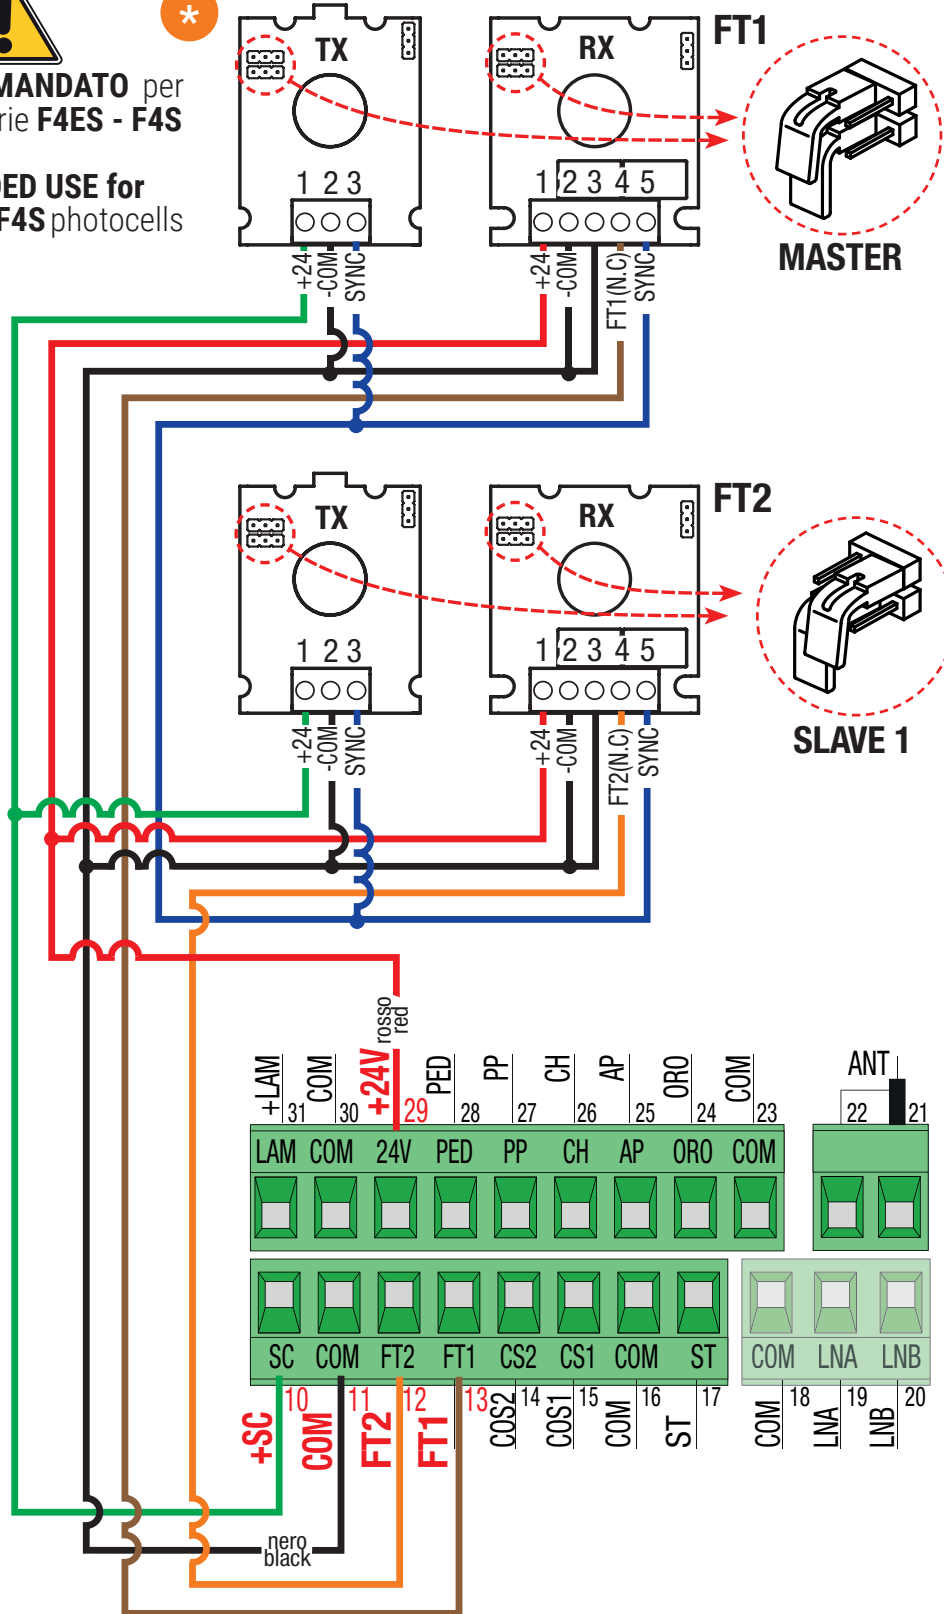 *
MANDATO per
rie F4ES - F4S
DED USE for
F4S photocells
TX
RX
FT1
1 2 3
1 2 3 4 5
MASTER
+24
-COM
SYNC
+24
-COM
FT1(N.C)
SYNC
TX
RX
FT2
1 2 3
1 2 3 4 5
SLAVE 1
+24
-COM
SYNC
+24
-COM
FT2(N.C)
SYNC
rosso
red
+LAM
COM
+24V
PED
PP
CH
AP
ORO
COM
ANT
31
30
29
28
27
26
25
24
23
22
21
LAM COM 24V PED PP CH AP ORO COM
SC COM FT2 FT1 CS2 CS1 COM ST
COM LNA LNB
10
11
12
13
14
15
16
17
18
19
20
+SC
COM
FT2
FT1
COS2
COS1
COM
ST
COM
LNA
LNB
nero
black